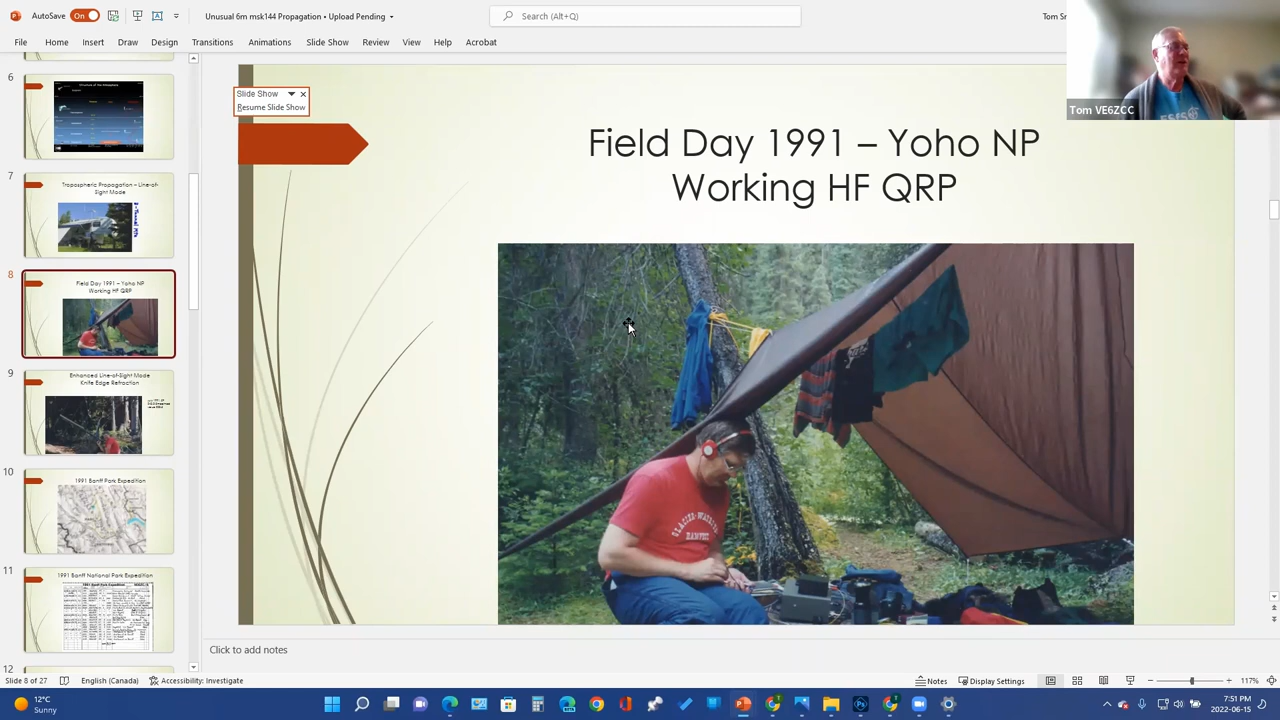 AutoSave
On
Unusual 6m msk144 Propagation • Upload Pending
Search (Alt+Q)
File Home Insert Draw Design Transitions Animations Slide Show Review View Help Acrobat
Tom VE6ZCC
Slide Show
Resume Slide Show
6
Structure of the Atmosphere
7
Tropospheric Propagation – Line-of-
Sight Mode
8
Field Day 1991 – Yoho NP
Working HF QRP
9
Enhanced Line-of-Sight Mode
Knife Edge Refraction
10
1991 Banff Park Expedition
11
1991 Banff National Park Expedition
12
Field Day 1991 – Yoho NP
Working HF QRP
Click to add notes
Slide 8 of 27
English (Canada)
Accessibility: Investigate
Notes
Display Settings
117%
12°C
Sunny
7:51 PM
2022-06-15